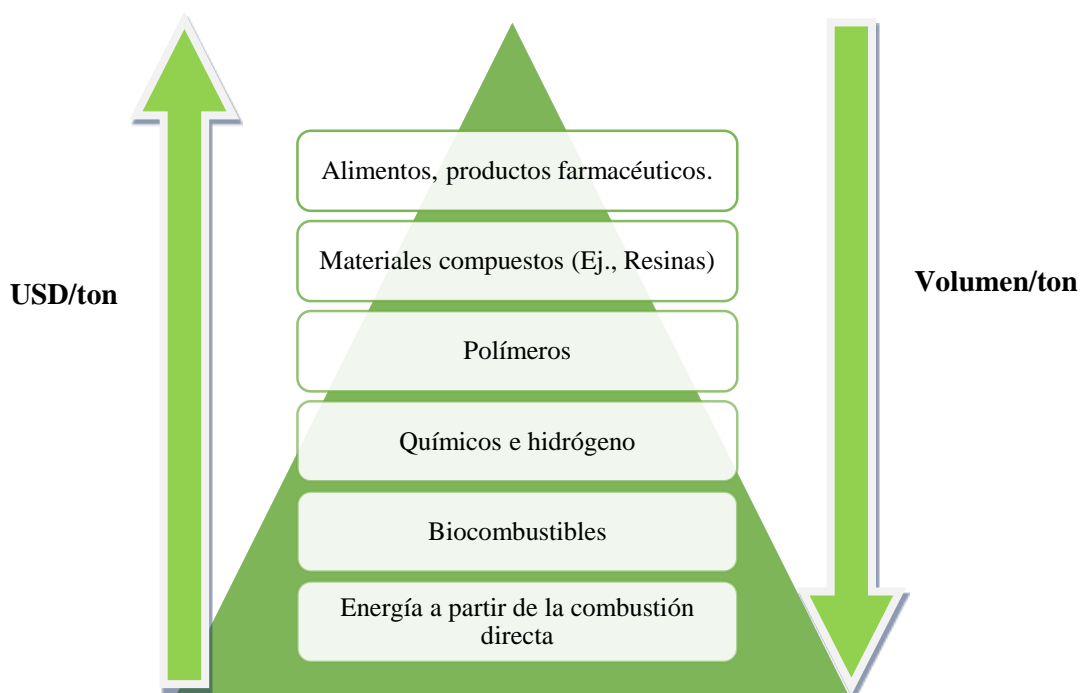 Alimentos, productos farmacéuticos.
Materiales compuestos (Ej., Resinas)
USD/ton
Volumen/ton
Polímeros
Químicos e hidrógeno
Biocombustibles
Energía a partir de la combustión
directa